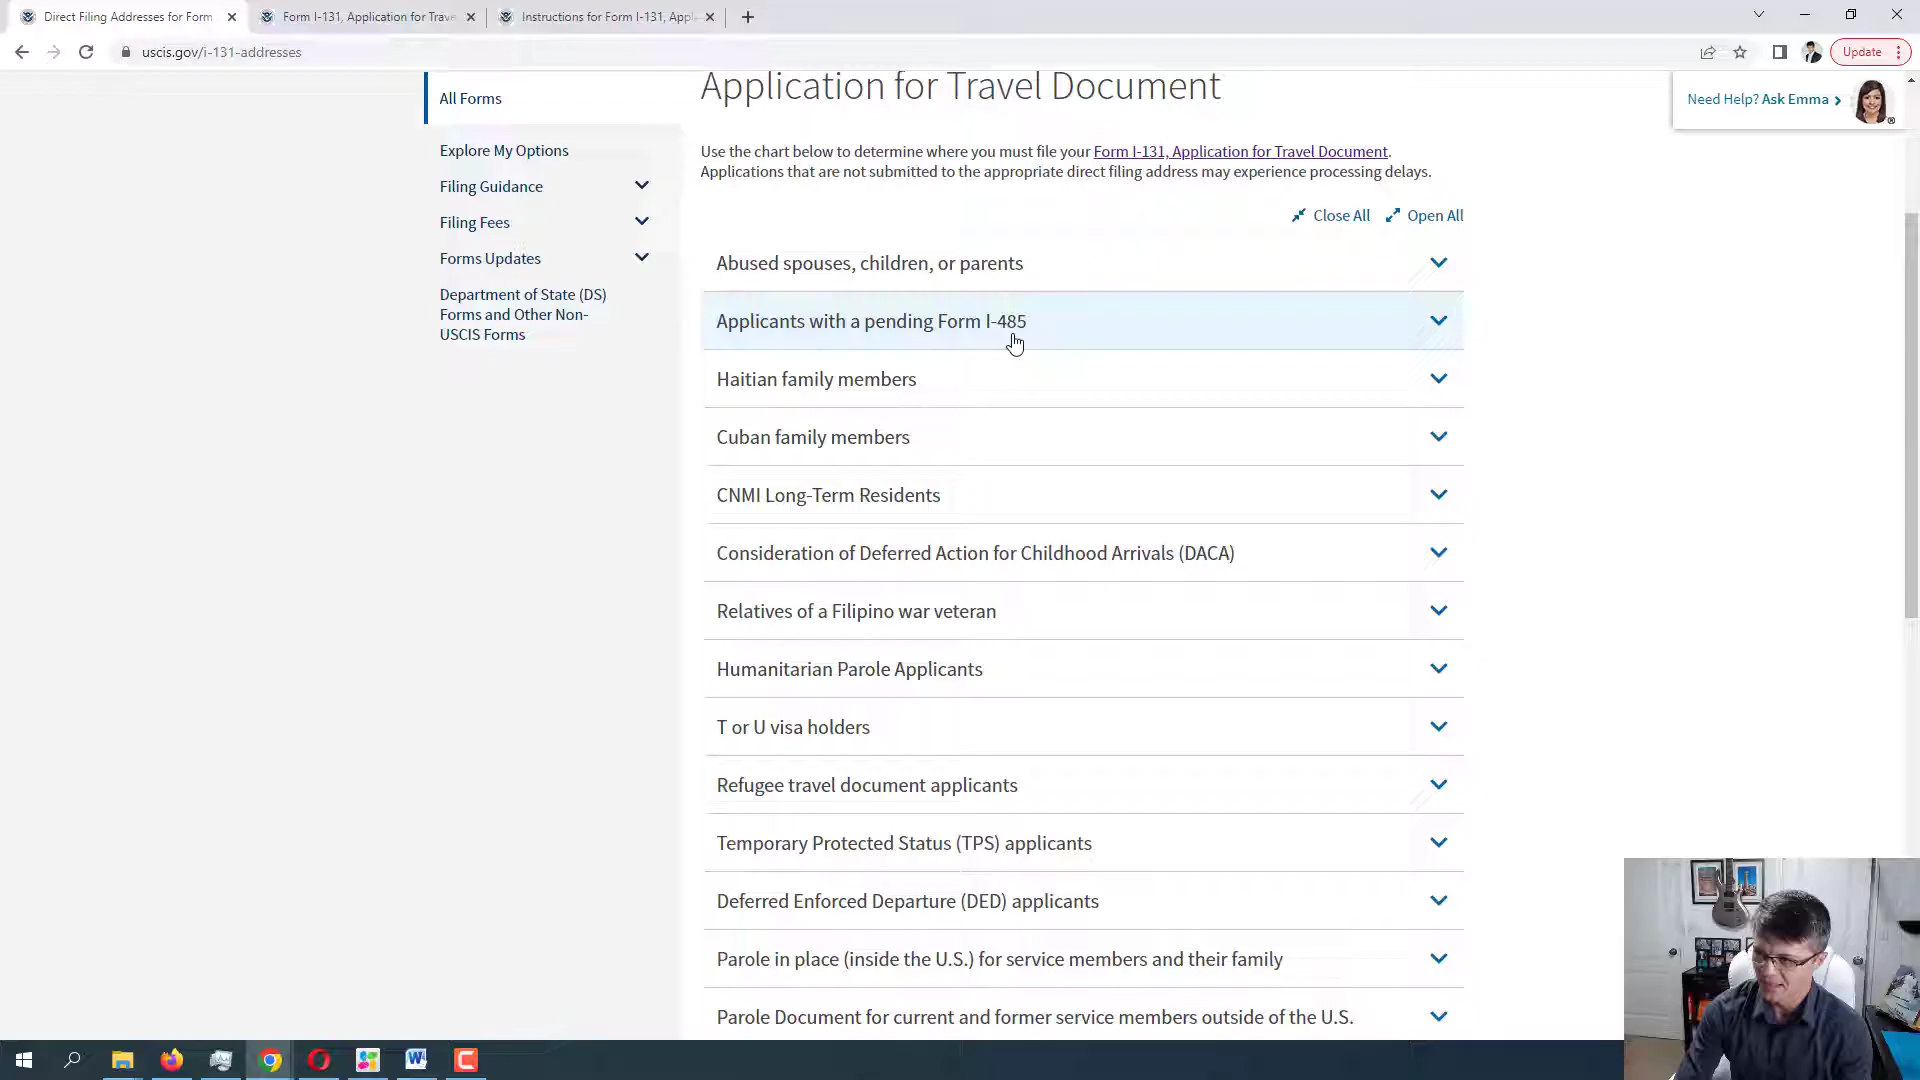 Direct Filing Addresses for Form
Form I-131, Application for Trave
Instructions for Form I-131, Appl
uscis.gov/i-131-addresses
Update
Need Help? Ask Emma
All Forms
Explore My Options
Filing Guidance
Filing Fees
Forms Updates
Department of State (DS)
Forms and Other Non-
USCIS Forms
Application for Travel Document
Use the chart below to determine where you must file your Form I-131, Application for Travel Document.
Applications that are not submitted to the appropriate direct filing address may experience processing delays.
Close All
Open All
Abused spouses, children, or parents
Applicants with a pending Form I-485
Haitian family members
Cuban family members
CNMI Long-Term Residents
Consideration of Deferred Action for Childhood Arrivals (DACA)
Relatives of a Filipino war veteran
Humanitarian Parole Applicants
T or U visa holders
Refugee travel document applicants
Temporary Protected Status (TPS) applicants
Deferred Enforced Departure (DED) applicants
Parole in place (inside the U.S.) for service members and their family
Parole Document for current and former service members outside of the U.S.